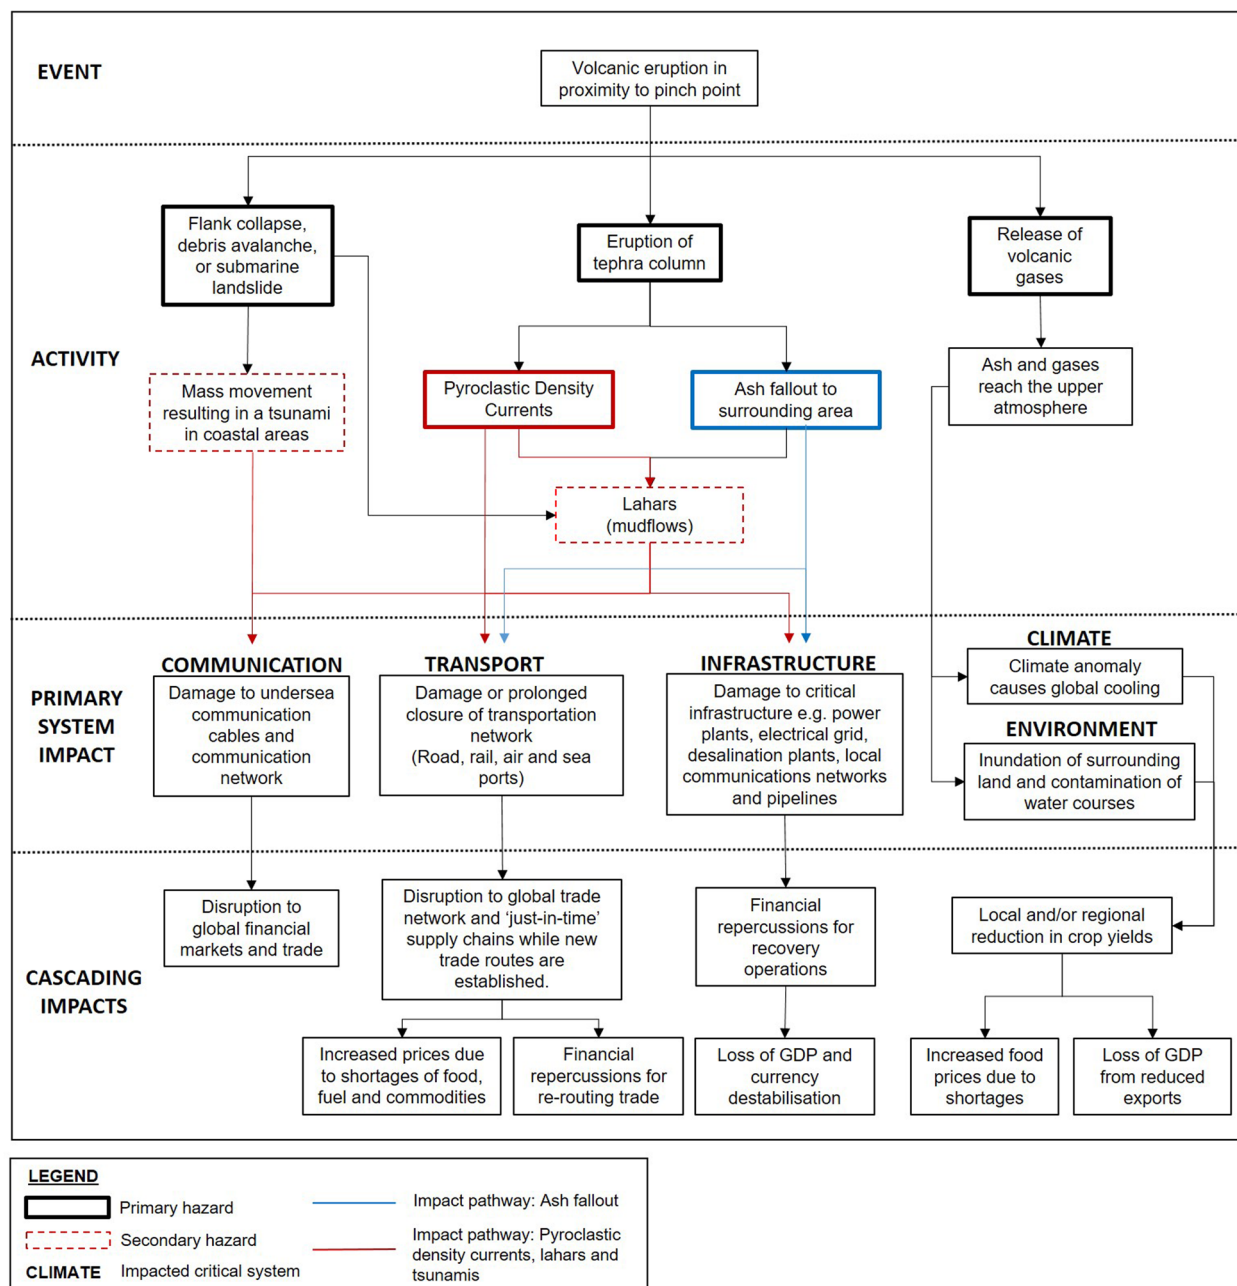 EVENT
Volcanic eruption in
proximity to pinch point
ACTIVITY
Flank collapse,
debris avalanche,
or submarine
landslide
Eruption of
tephra column
Release of
volcanic
gases
Mass movement
resulting in a tsunami
in coastal areas
Pyroclastic Density
Currents
Ash fallout to
surrounding area
Ash and gases
reach the upper
atmosphere
Lahars
(mudflows)
PRIMARY
SYSTEM
IMPACT
COMMUNICATION
Damage to undersea
communication
cables and
communication
network
TRANSPORT
Damage or prolonged
closure of transportation
network
(Road, rail, air and sea
ports)
INFRASTRUCTURE
Damage to critical
infrastructure e.g. power
plants, electrical grid,
desalination plants, local
communications networks
and pipelines
CLIMATE
Climate anomaly
causes global cooling
ENVIRONMENT
Inundation of surrounding
land and contamination of
water courses
CASCADING
IMPACTS
Disruption to
global financial
markets and trade
Disruption to global trade
network and ‘just-in-time’
supply chains while new
trade routes are
established.
Financial
repercussions for
recovery
operations
Local and/or regional
reduction in crop yields
Increased prices due
to shortages of food,
fuel and commodities
Financial
repercussions for
re-routing trade
Loss of GDP and
currency
destabilisation
Increased food
prices due to
shortages
Loss of GDP
from reduced
exports
LEGEND
Primary hazard
Secondary hazard
CLIMATE Impacted critical system
Impact pathway: Ash fallout
Impact pathway: Pyroclastic
density currents, lahars and
tsunamis